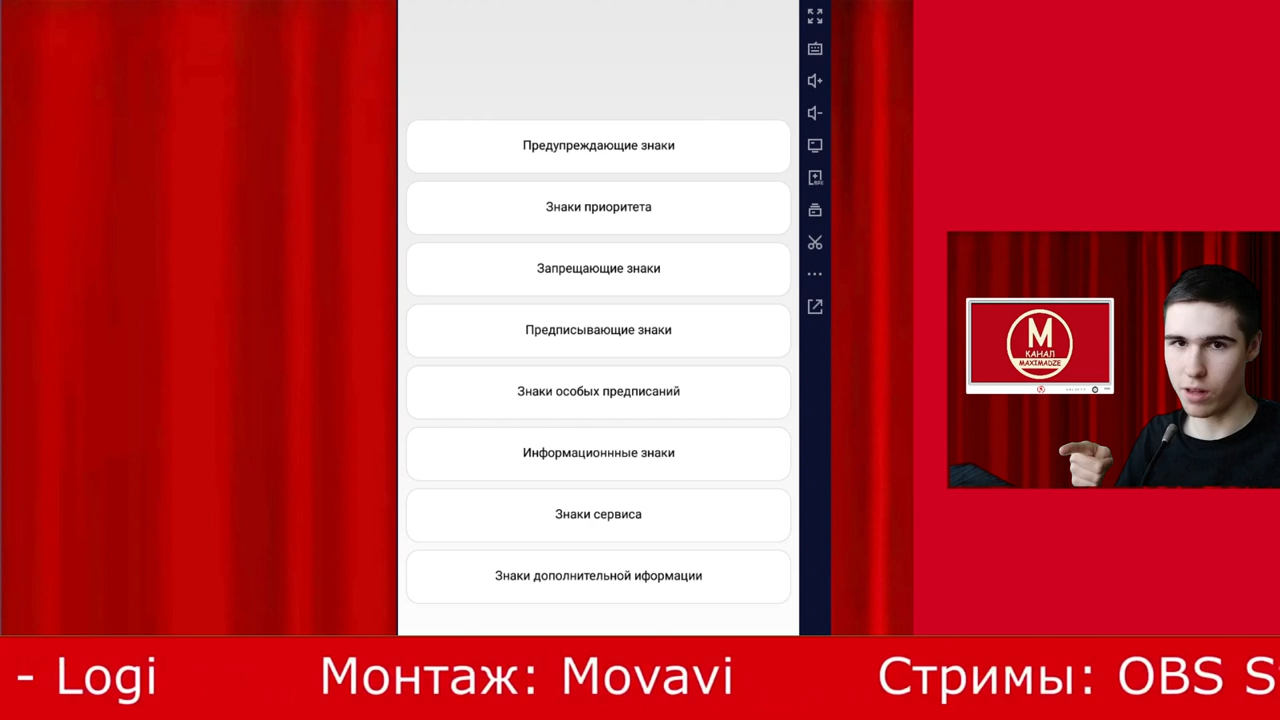 Предупреждающие знаки
Знаки приоритета
Запрещающие знаки
Предписывающие знаки
Знаки особых предписаний
Информационнные знаки
Знаки сервиса
Знаки дополнительной иформации
М
КАНАЛ
MAXIMADZE
- Logi Монтаж: Movavi Стримы: OBS S